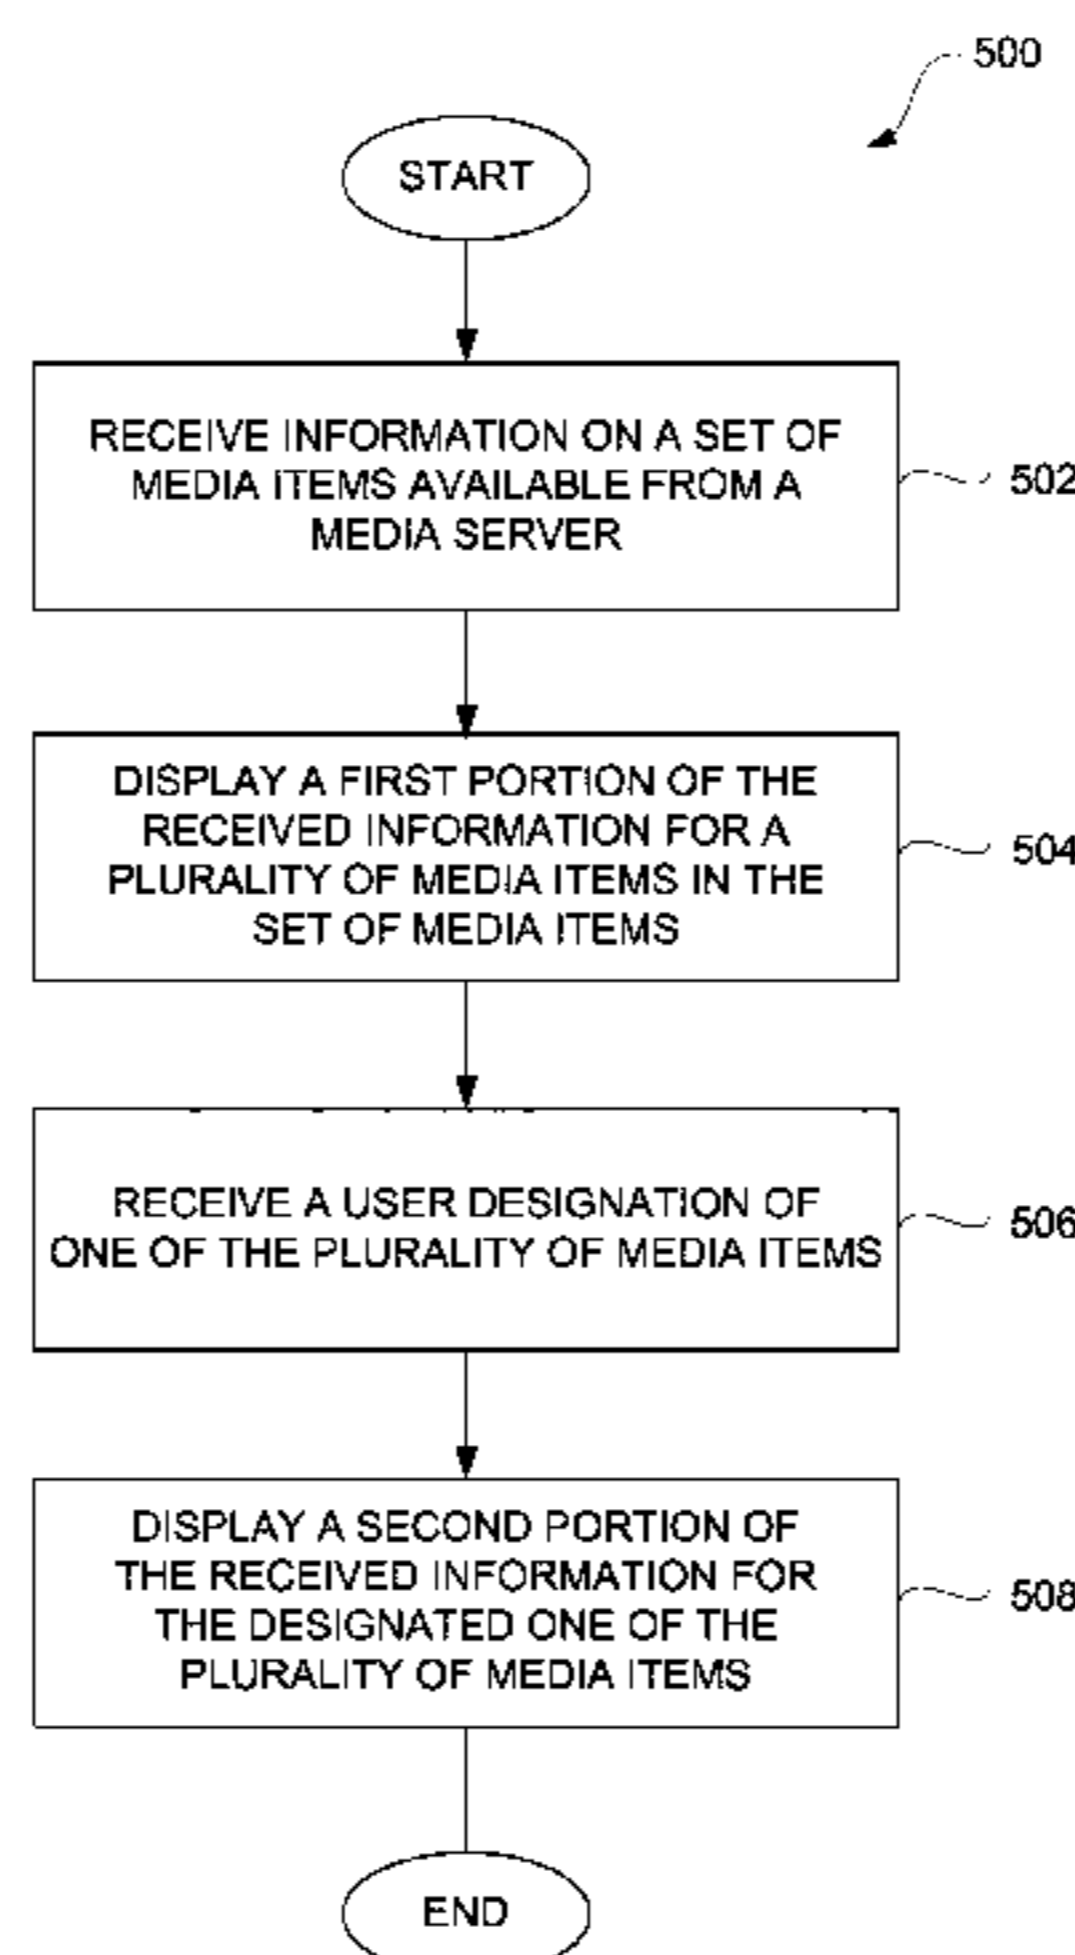 500
START
RECEIVE INFORMATION ON A SET OF
MEDIA ITEMS AVAILABLE FROM A
MEDIA SERVER
502
DISPLAY A FIRST PORTION OF THE
RECEIVED INFORMATION FOR A
PLURALITY OF MEDIA ITEMS IN THE
SET OF MEDIA ITEMS
504
RECEIVE A USER DESIGNATION OF
ONE OF THE PLURALITY OF MEDIA ITEMS
506
DISPLAY A SECOND PORTION OF
THE RECEIVED INFORMATION FOR
THE DESIGNATED ONE OF THE
PLURALITY OF MEDIA ITEMS
508
END